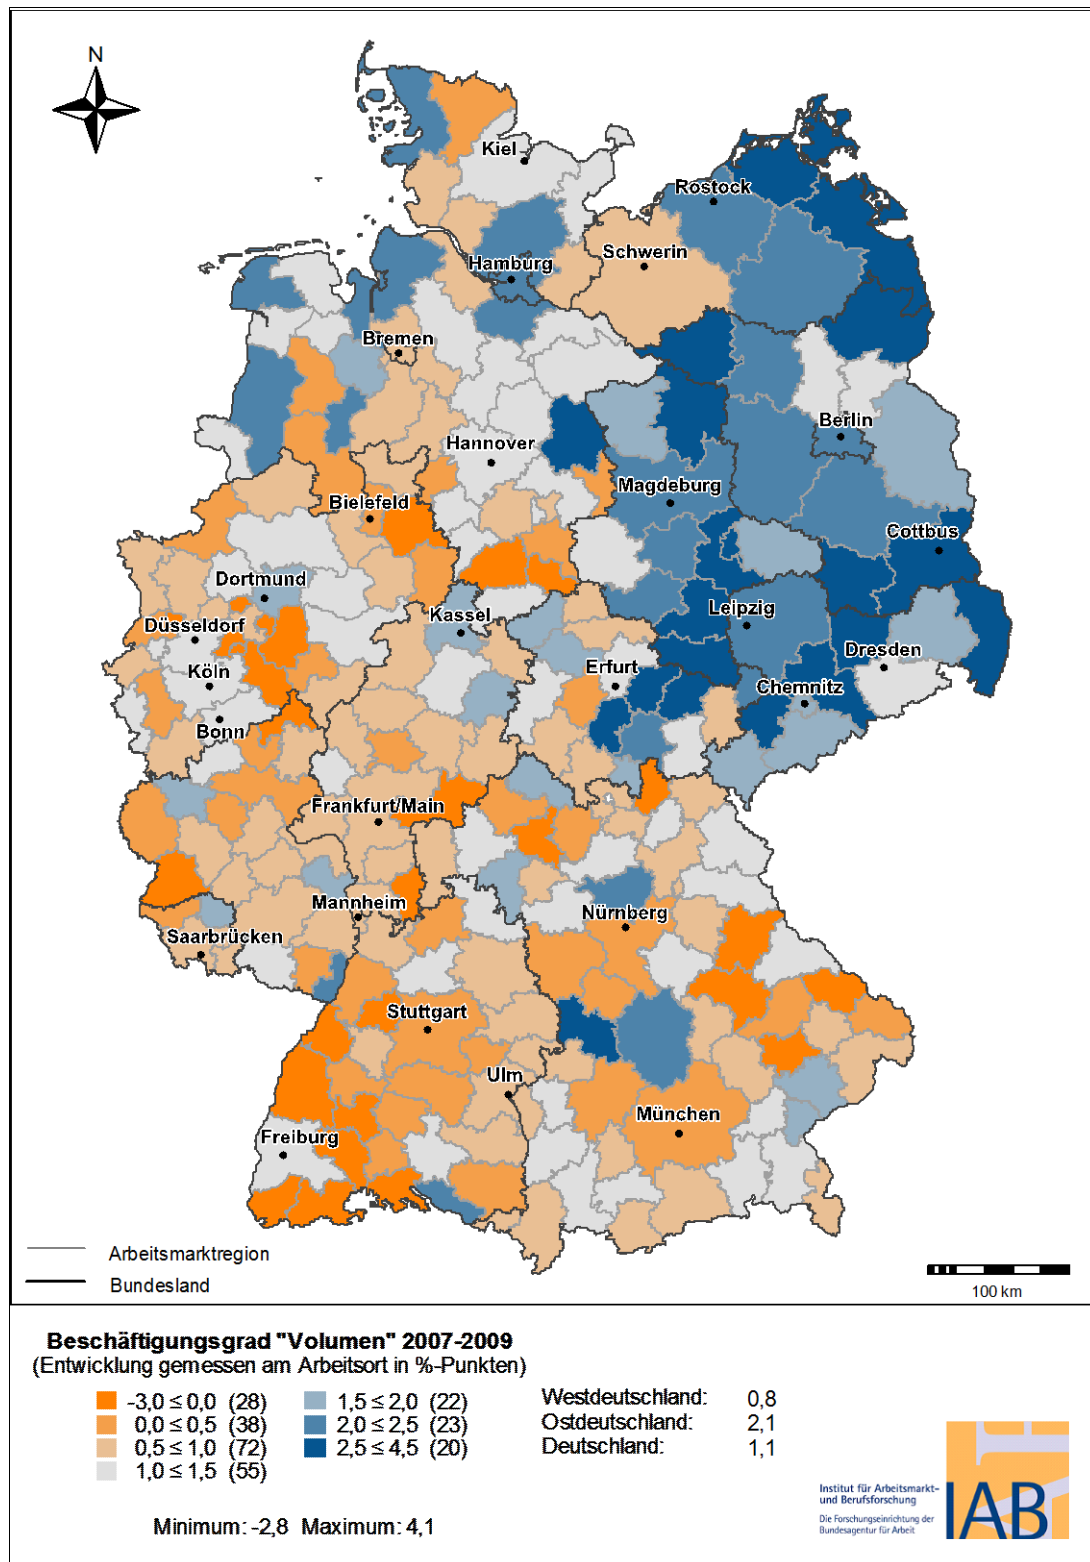 N
Kiel
Rostock
Schwerin
Hamburg
Bremen
Berlin
Hannover
Magdeburg
Bielefeld
Cottbus
Dortmund
Kassel
Leipzig
Düsseldorf
Dresden
Köln
Erfurt
Chemnitz
Bonn
Frankfurt/Main
Mannheim
Nürnberg
Saarbrücken
Stuttgart
Ulm
München
Freiburg
Arbeitsmarktregion
Bundesland
100 km
Beschäftigungsgrad "Volumen" 2007-2009
(Entwicklung gemessen am Arbeitsort in %-Punkten)
-3,0 ≤ 0,0 (28)
0,0 ≤ 0,5 (38)
0,5 ≤ 1,0 (72)
1,0 ≤ 1,5 (55)
1,5 ≤ 2,0 (22)
2,0 ≤ 2,5 (23)
2,5 ≤ 4,5 (20)
Westdeutschland: 0,8
Ostdeutschland: 2,1
Deutschland: 1,1
Minimum: -2,8 Maximum: 4,1
Institut für Arbeitsmarkt-
und Berufsforschung
Die Forschungseinrichtung der
Bundesagentur für Arbeit
IAB